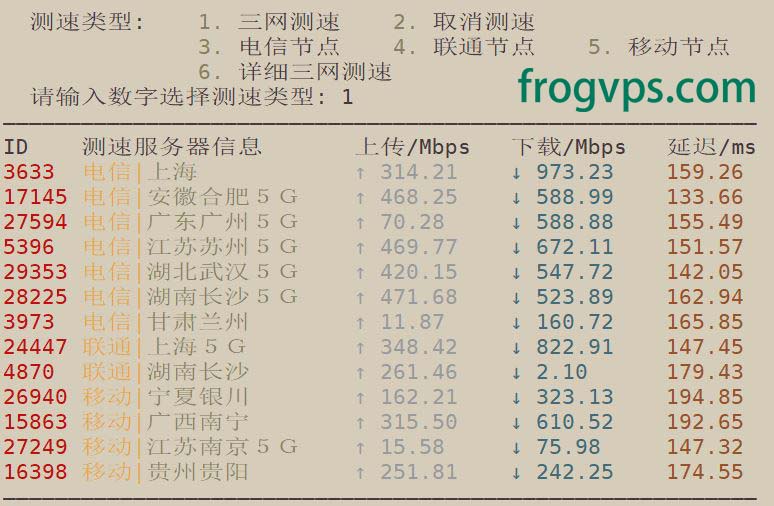 测速类型: 1. 三网测速 2. 取消测速
3. 电信节点 4. 联通节点 5. 移动节点
6. 详细三网测速
请输入数字选择测速类型: 1
frogvps.com
ID 测速服务器信息 上传/Mbps 下载/Mbps 延迟/ms
3633 电信|上海 ↑ 314.21 ↓ 973.23 159.26
17145 电信|安徽合肥５Ｇ ↑ 468.25 ↓ 588.99 133.66
27594 电信|广东广州５Ｇ ↑ 70.28 ↓ 588.88 155.49
5396 电信|江苏苏州５Ｇ ↑ 469.77 ↓ 672.11 151.57
29353 电信|湖北武汉５Ｇ ↑ 420.15 ↓ 547.72 142.05
28225 电信|湖南长沙５Ｇ ↑ 471.68 ↓ 523.89 162.94
3973 电信|甘肃兰州 ↑ 11.87 ↓ 160.72 165.85
24447 联通|上海５Ｇ ↑ 348.42 ↓ 822.91 147.45
4870 联通|湖南长沙 ↑ 261.46 ↓ 2.10 179.43
26940 移动|宁夏银川 ↑ 162.21 ↓ 323.13 194.85
15863 移动|广西南宁 ↑ 315.50 ↓ 610.52 192.65
27249 移动|江苏南京５Ｇ ↑ 15.58 ↓ 75.98 147.32
16398 移动|贵州贵阳 ↑ 251.81 ↓ 242.25 174.55